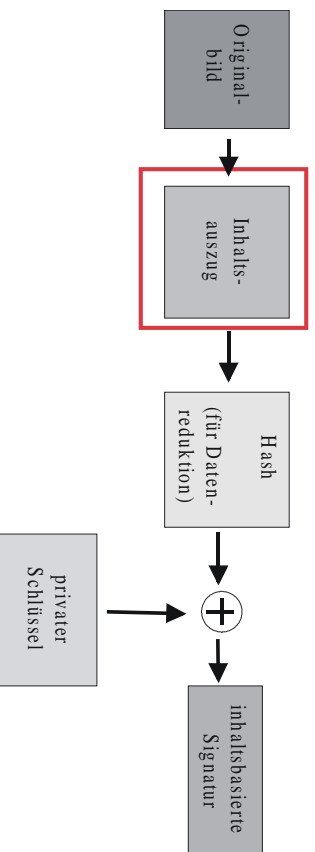 Original-
bild
Inhalts-
auszug
Hash
(für Daten-
reduktion)
privater
Schlüssel
inhaltsbasierte
Signatur